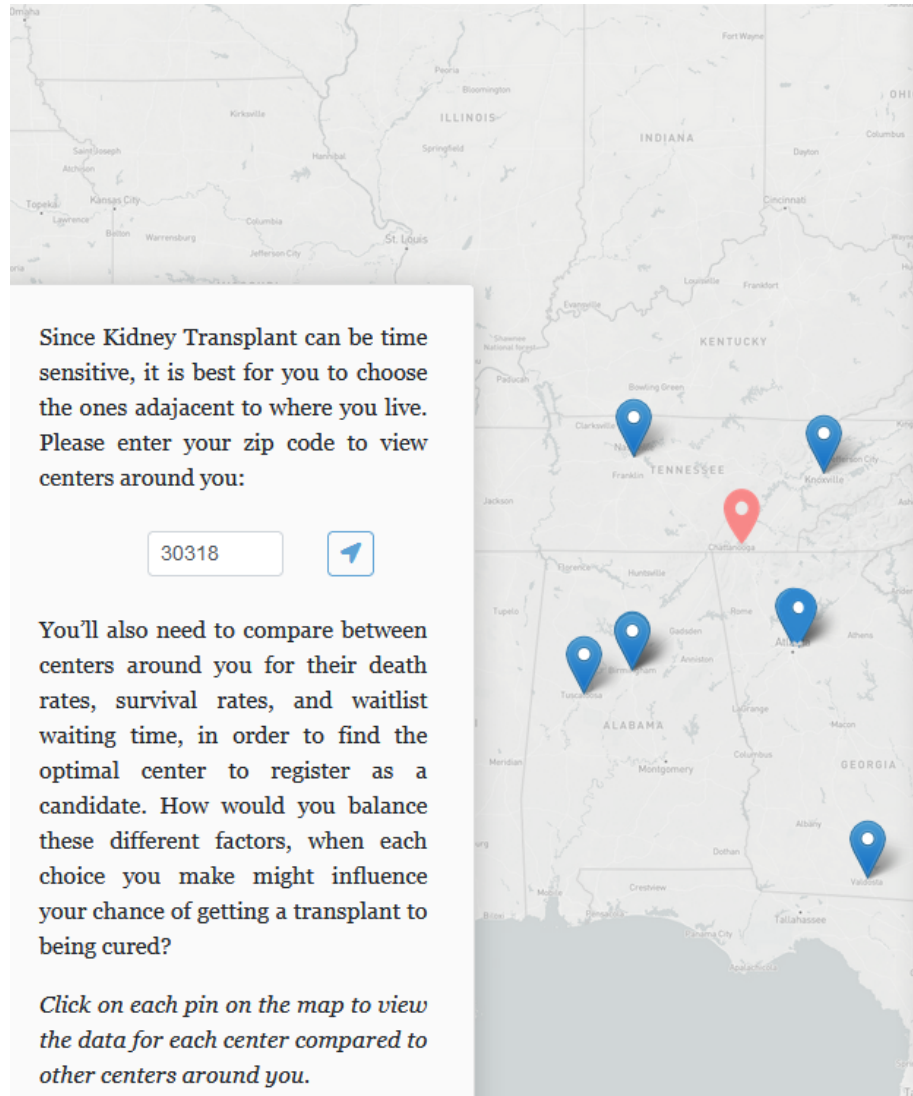 Omaha
Fort Wayne
Peoria
Bloomington
ILLINOIS
OHI
Kirksville
INDIANA
Columbus
Saint Joseph
Hannibal
Springfield
Dayton
Atchison
Topeka
Kansas City
Cincinnati
Lawrence
Columbia
Belton
Warrensburg
St. Louis
Jefferson City
Louisville
Frankfort
Evansville
Shawnee
National forest
KENTUCKY
Paducah
Bowling Green
Clarksville
Franklin
TENNESSEE
Knoxville
Jackson
Chattanooga
Florence
Huntsville
Tupelo
Rome
Gadsden
Athens
Anniston
Birmingham
Tuscaloosa
LaGrange
ALABAMA
Macon
Meridian
Columbus
Montgomery
GEORGIA
Albany
Dothan
Valdosta
Mobile
Crestview
Pensacola
Tallahassee
Panama City
Apalachicola
Since Kidney Transplant can be time
sensitive, it is best for you to choose
the ones adajacent to where you live.
Please enter your zip code to view
centers around you:
30318
You’ll also need to compare between
centers around you for their death
rates, survival rates, and waitlist
waiting time, in order to find the
optimal center to register as a
candidate. How would you balance
these different factors, when each
choice you make might influence
your chance of getting a transplant to
being cured?
Click on each pin on the map to view
the data for each center compared to
other centers around you.